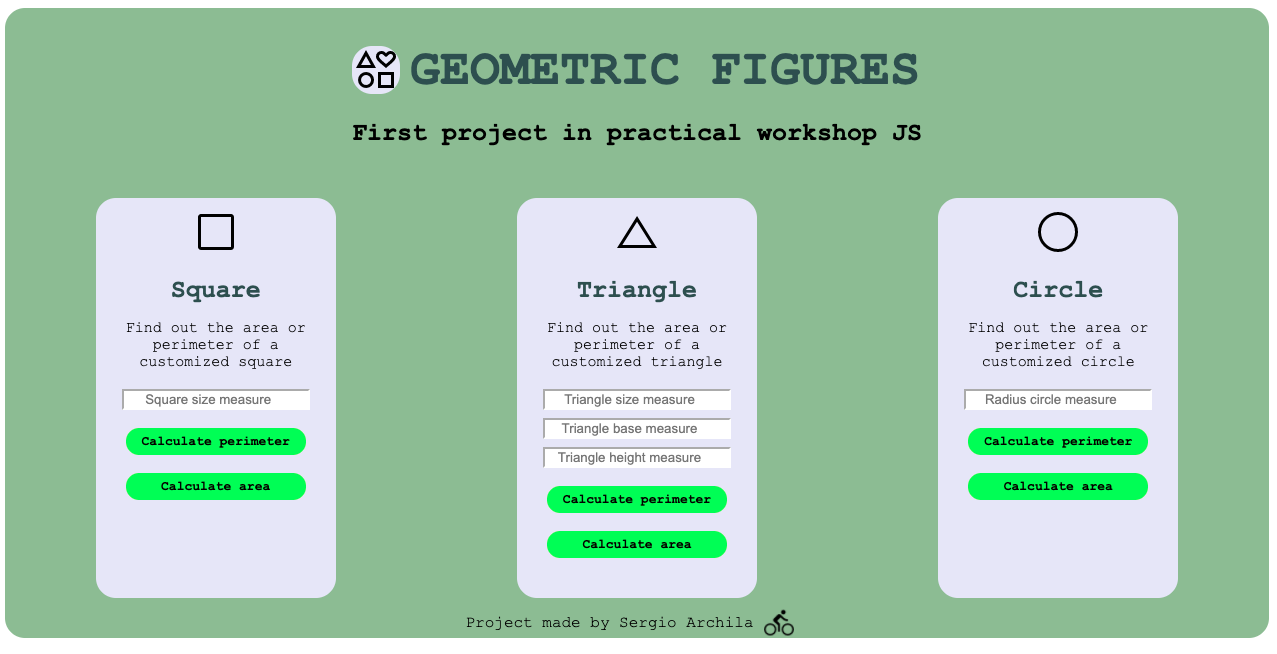 GEOMETRIC FIGURES
First project in practical workshop JS
Square
Find out the area or
perimeter of a
customized square
Square size measure
Calculate perimeter
Calculate area
Triangle
Find out the area or
perimeter of a
customized triangle
Triangle size measure
Triangle base measure
Triangle height measure
Calculate perimeter
Calculate area
Circle
Find out the area or
perimeter of a
customized circle
Radius circle measure
Calculate perimeter
Calculate area
Project made by Sergio Archila